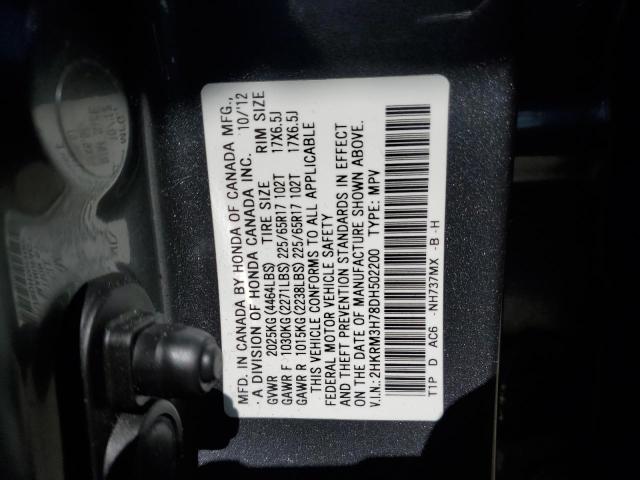 MFD. IN CANADA BY HONDA OF CANADA MFG.,
A DIVISION OF HONDA CANADA INC. 10/'12
GVWR 2025KG(4464LBS) TIRE SIZE RIM SIZE
GAWR F 1030KG(2271LBS) 225/65R17 102T 17X6.5J
GAWR R 1015KG(2238LBS) 225/65R17 102T 17X6.5J
THIS VEHICLE CONFORMS TO ALL APPLICABLE
FEDERAL MOTOR VEHICLE SAFETY
AND THEFT PREVENTION STANDARDS IN EFFECT
ON THE DATE OF MANUFACTURE SHOWN ABOVE.
V.I.N.: 2HKRM3H78DH502200 TYPE: MPV
T1P D AC6 -NH737MX -B -H